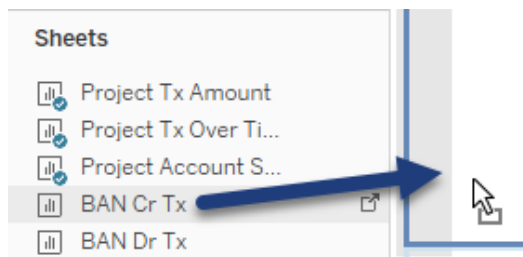 Sheets
Project Tx Amount
Project Tx Over Ti...
Project Account S...
BAN Cr Tx
BAN Dr Tx